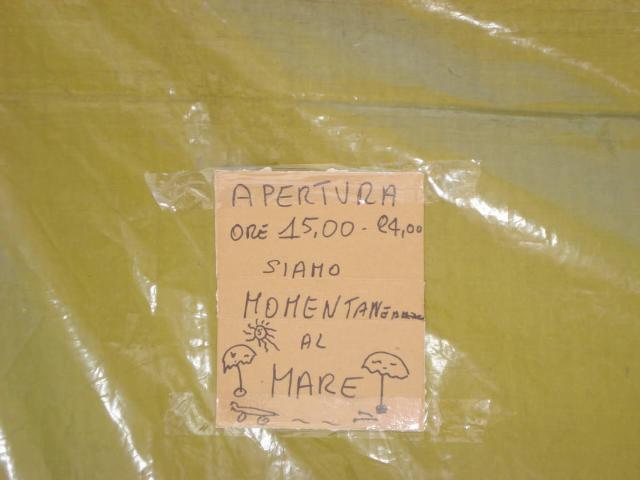 APERTURA
ORE 15,00 - 24,00
SIAMO
MOMENTANEAMENTE
AL
MARE